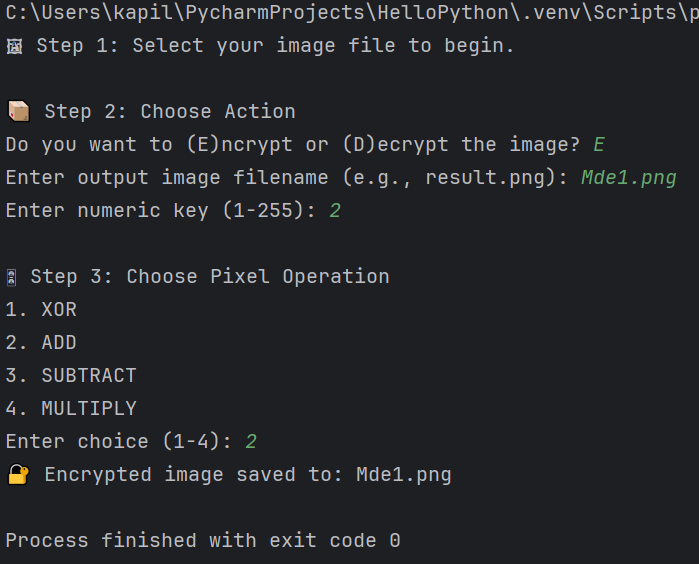 C:\Users\kapil\PycharmProjects\HelloPython\.venv\Scripts\p
🖼 Step 1: Select your image file to begin.
📦 Step 2: Choose Action
Do you want to (E)ncrypt or (D)ecrypt the image? E
Enter output image filename (e.g., result.png): Mde1.png
Enter numeric key (1-255): 2
Step 3: Choose Pixel Operation
1. XOR
2. ADD
3. SUBTRACT
4. MULTIPLY
Enter choice (1-4): 2
🔐 Encrypted image saved to: Mde1.png
Process finished with exit code 0